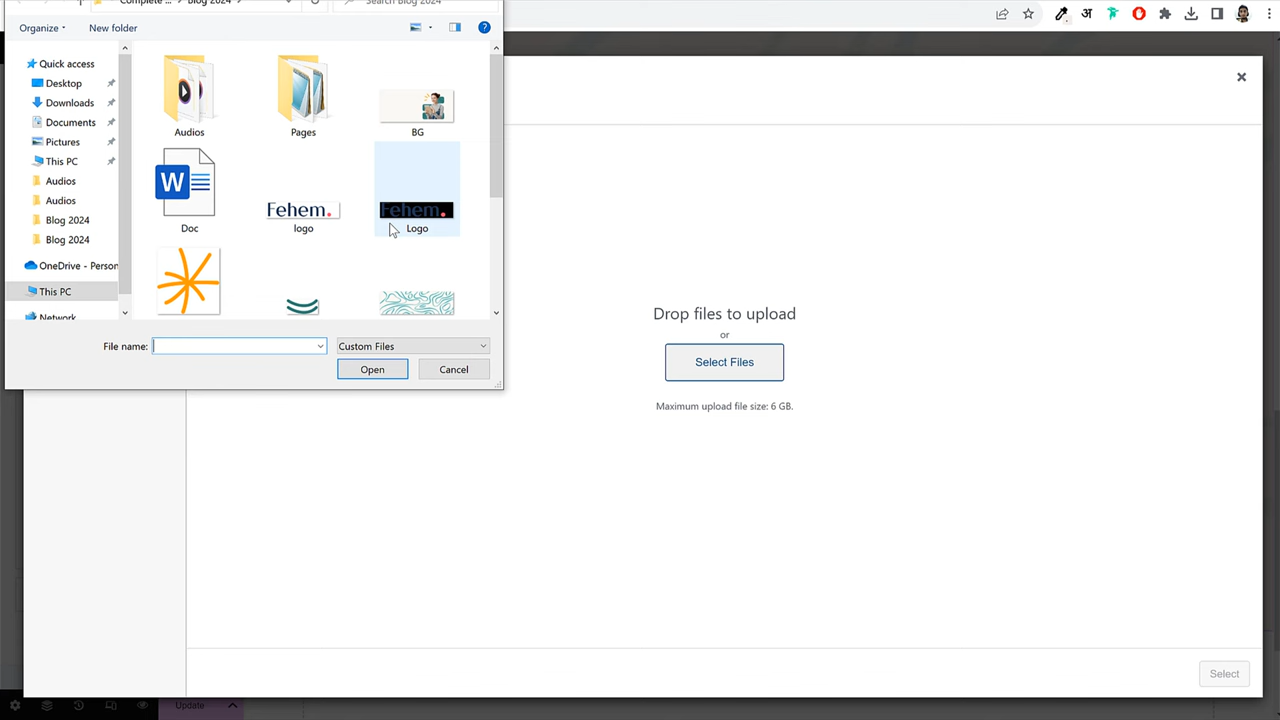 Complete ... › Blog 2024 ›
Search Blog 2024
Organize
New folder
Quick access
Desktop
Downloads
Documents
Pictures
This PC
Audios
Audios
Blog 2024
Blog 2024
OneDrive - Person
This PC
Network
Audios
Pages
BG
W
Doc
Fehem.
logo
Fehem.
Logo
File name:
Custom Files
Open
Cancel
अ
Drop files to upload
or
Select Files
Maximum upload file size: 6 GB.
Select
Update